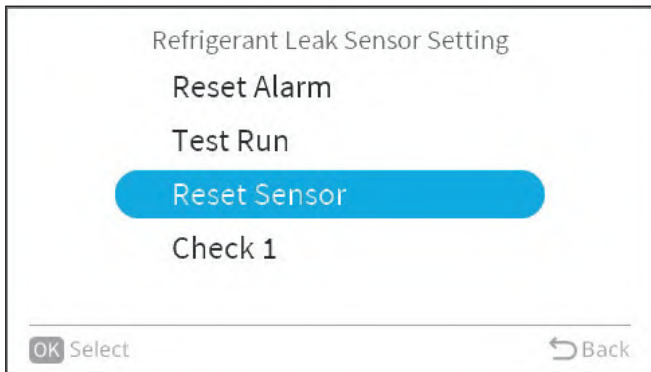 Refrigerant Leak Sensor Setting
Reset Alarm
Test Run
Reset Sensor
Check 1
OK Select
Back